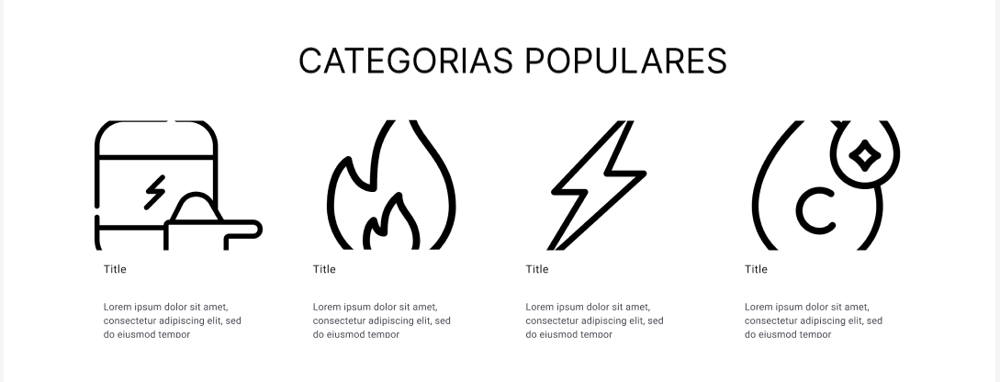 CATEGORIAS POPULARES
Title
Lorem ipsum dolor sit amet,
consectetur adipiscing elit, sed
do eiusmod tempor
Title
Lorem ipsum dolor sit amet,
consectetur adipiscing elit, sed
do eiusmod tempor
Title
Lorem ipsum dolor sit amet,
consectetur adipiscing elit, sed
do eiusmod tempor
Title
Lorem ipsum dolor sit amet,
consectetur adipiscing elit, sed
do eiusmod tempor